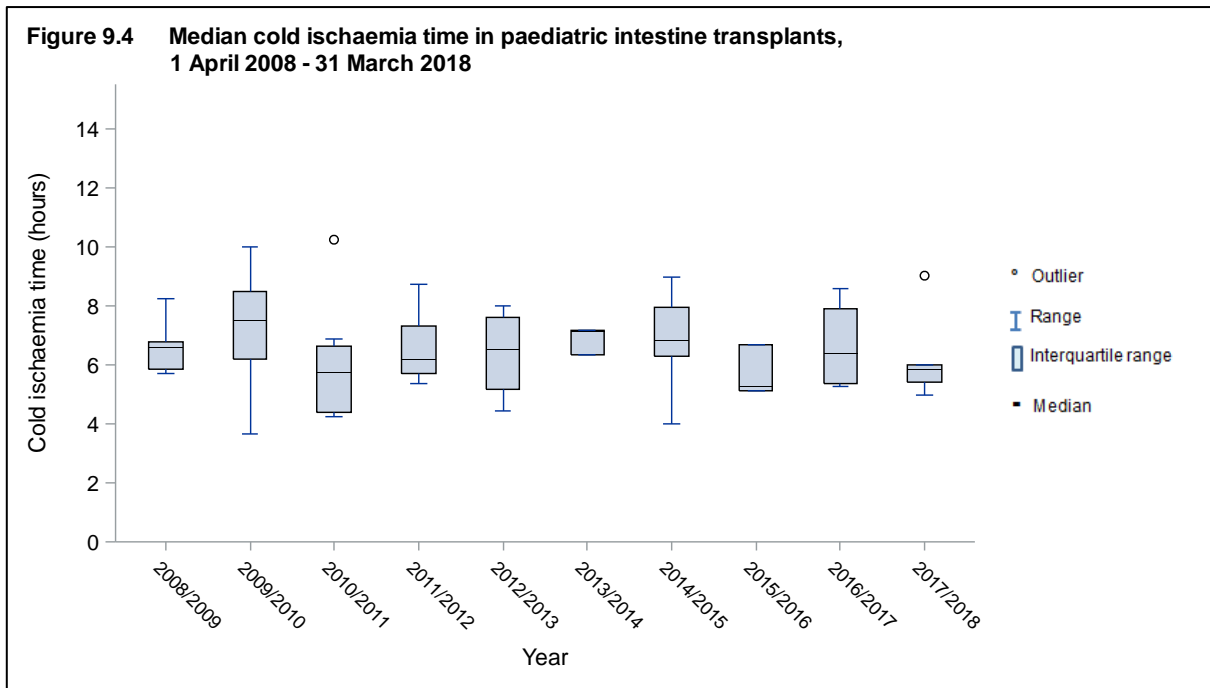 Figure 9.4 Median cold ischaemia time in paediatric intestine transplants,
1 April 2008 - 31 March 2018
Cold ischaemia time (hours)
14
12
10
8
6
4
2
0
2008/2009
2009/2010
2010/2011
2011/2012
2012/2013
2013/2014
2014/2015
2015/2016
2016/2017
2017/2018
Year
Outlier
Range
Interquartile range
Median